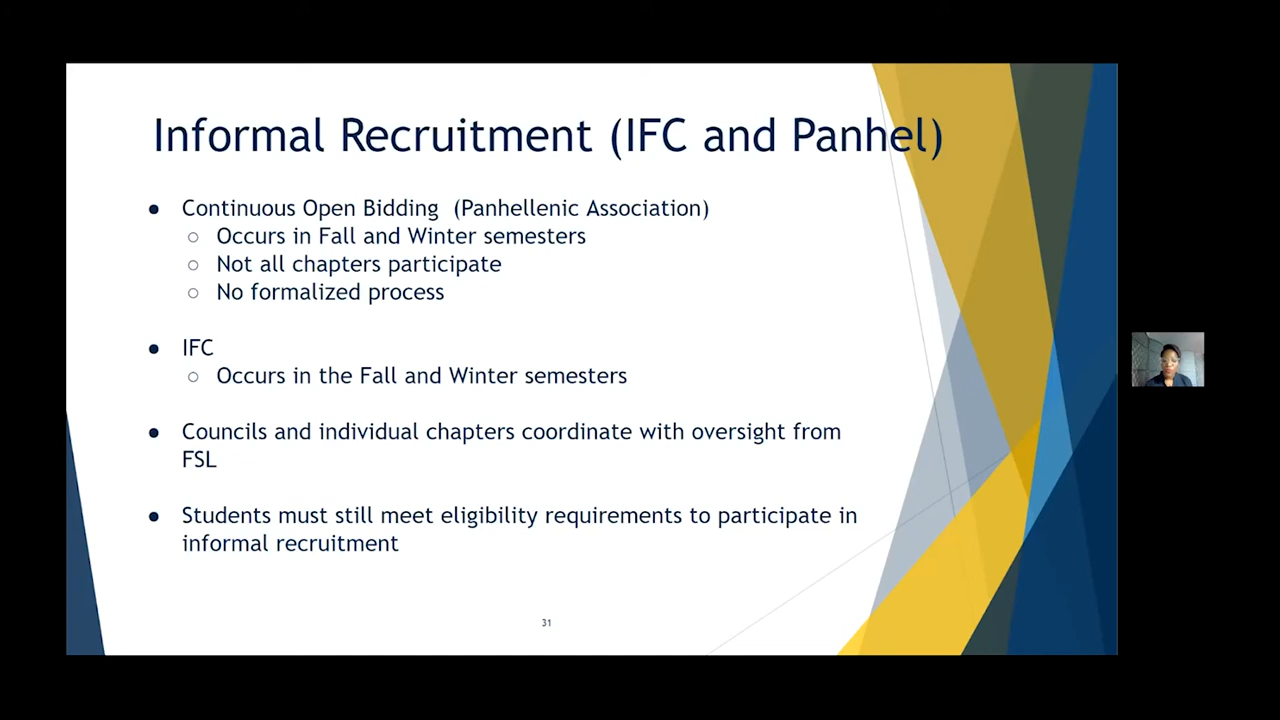 Informal Recruitment (IFC and Panhel)
● Continuous Open Bidding (Panhellenic Association)
○ Occurs in Fall and Winter semesters
○ Not all chapters participate
○ No formalized process
● IFC
○ Occurs in the Fall and Winter semesters
● Councils and individual chapters coordinate with oversight from
FSL
● Students must still meet eligibility requirements to participate in
informal recruitment
31